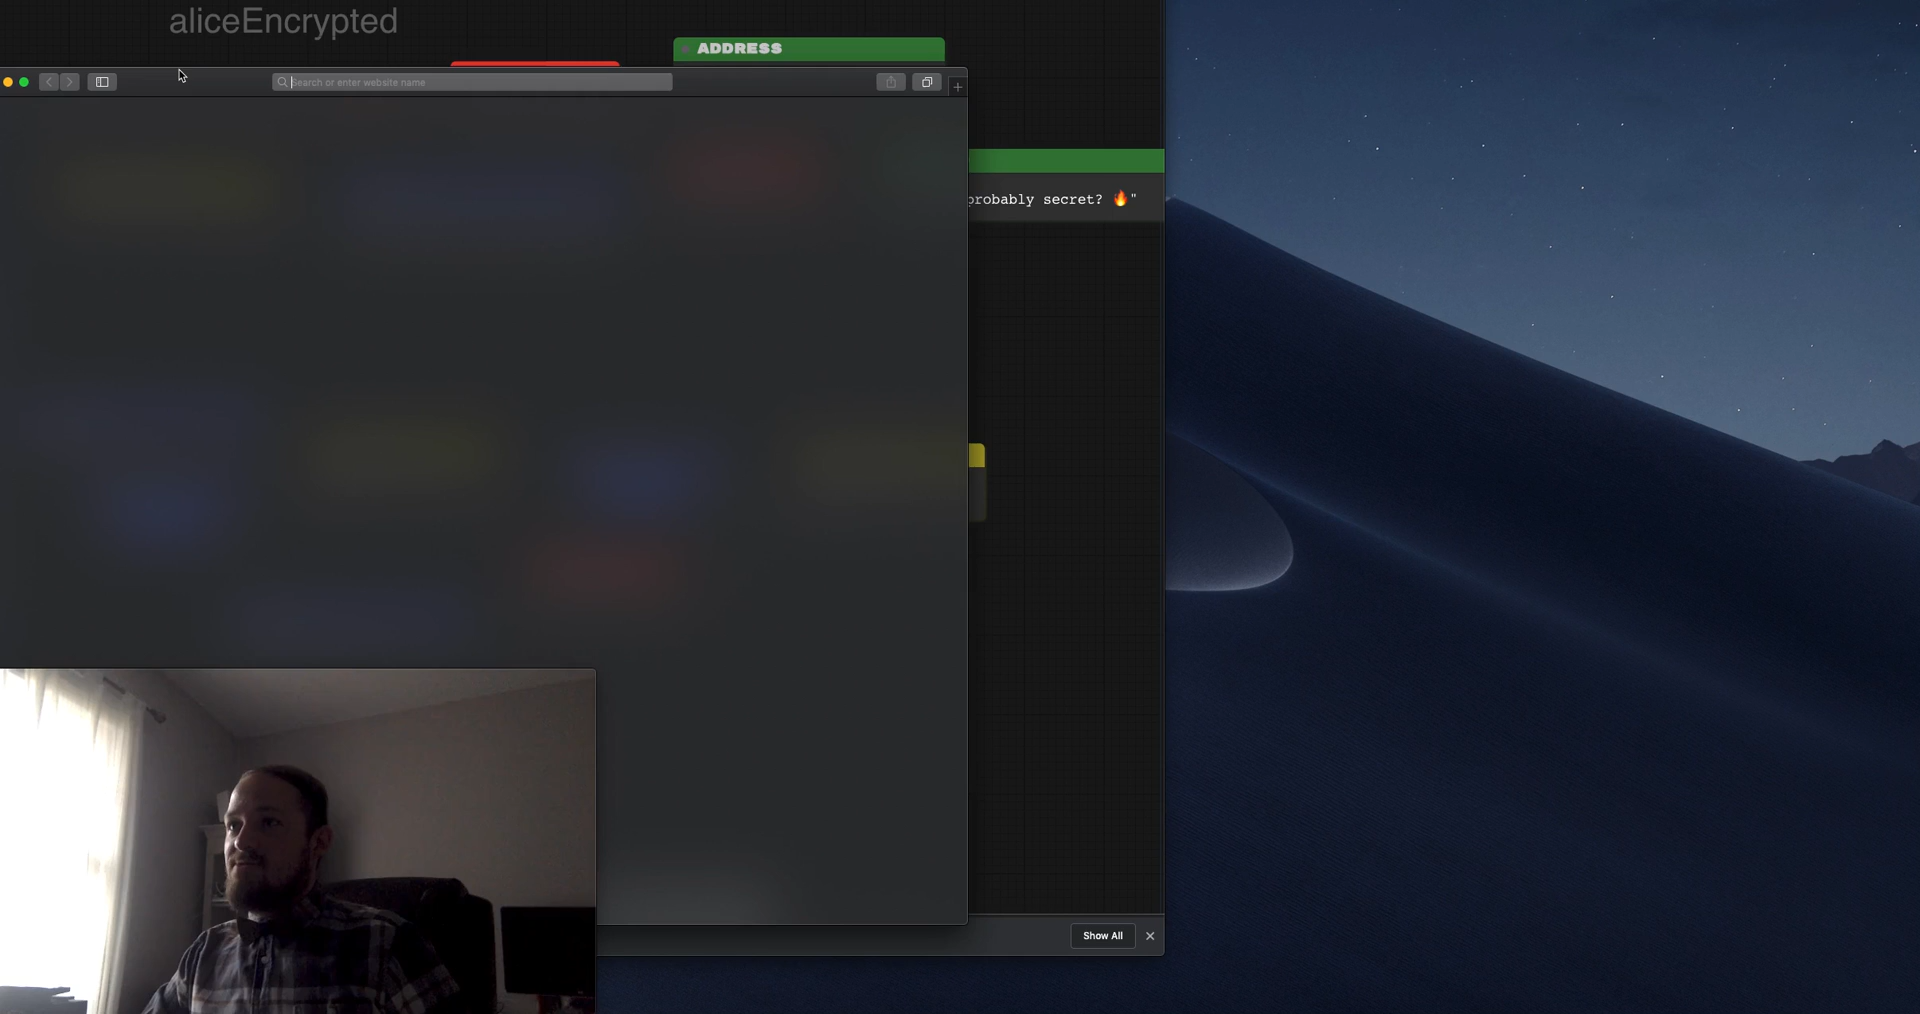 aliceEncrypted
ADDRESS
Search or enter website name
probably secret? 🔥"
Show All